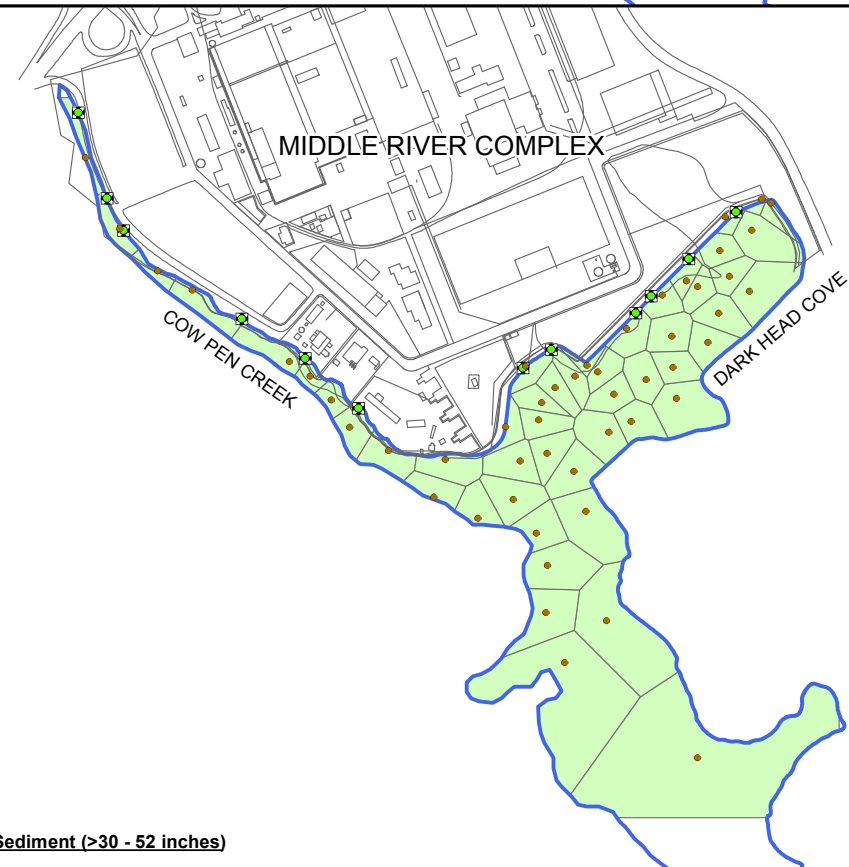 MIDDLE RIVER COMPLEX
COW PEN CREEK
DARK HEAD COVE
Sediment (>30 - 52 inches)